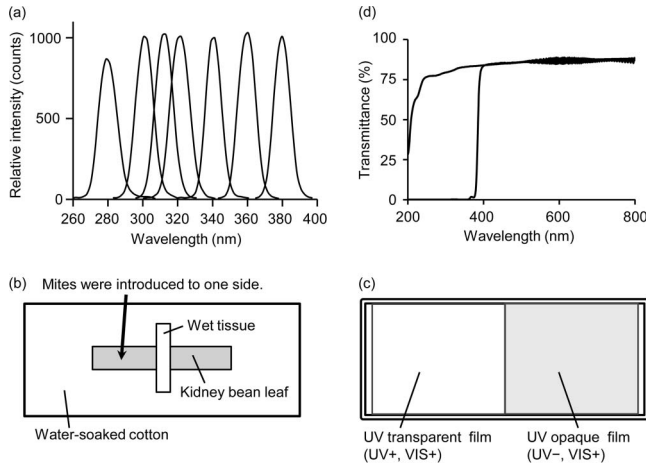 (a)
Relative intensity (counts)
1000
500
0
260 280 300 320 340 360 380 400
Wavelength (nm)
(d)
Transmittance (%)
100
75
50
25
0
200 400 600 800
Wavelength (nm)
(b)
Mites were introduced to one side.
Wet tissue
Kidney bean leaf
Water-soaked cotton
(c)
UV transparent film
(UV+, VIS+)
UV opaque film
(UV−, VIS+)